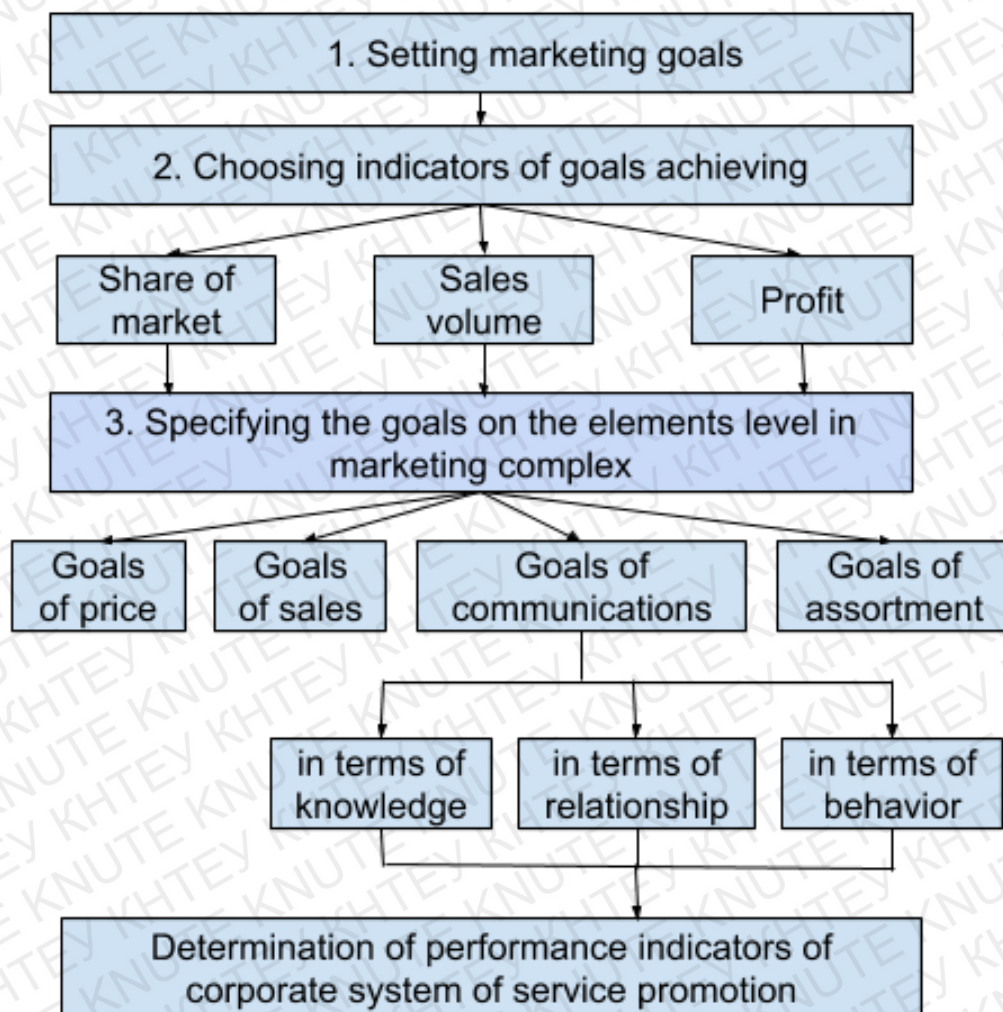 1. Setting marketing goals
2. Choosing indicators of goals achieving
Share of
market
Sales
volume
Profit
3. Specifying the goals on the elements level in
marketing complex
Goals
of price
Goals
of sales
Goals of
communications
Goals of
assortment
in terms of
knowledge
in terms of
relationship
in terms of
behavior
Determination of performance indicators of
corporate system of service promotion